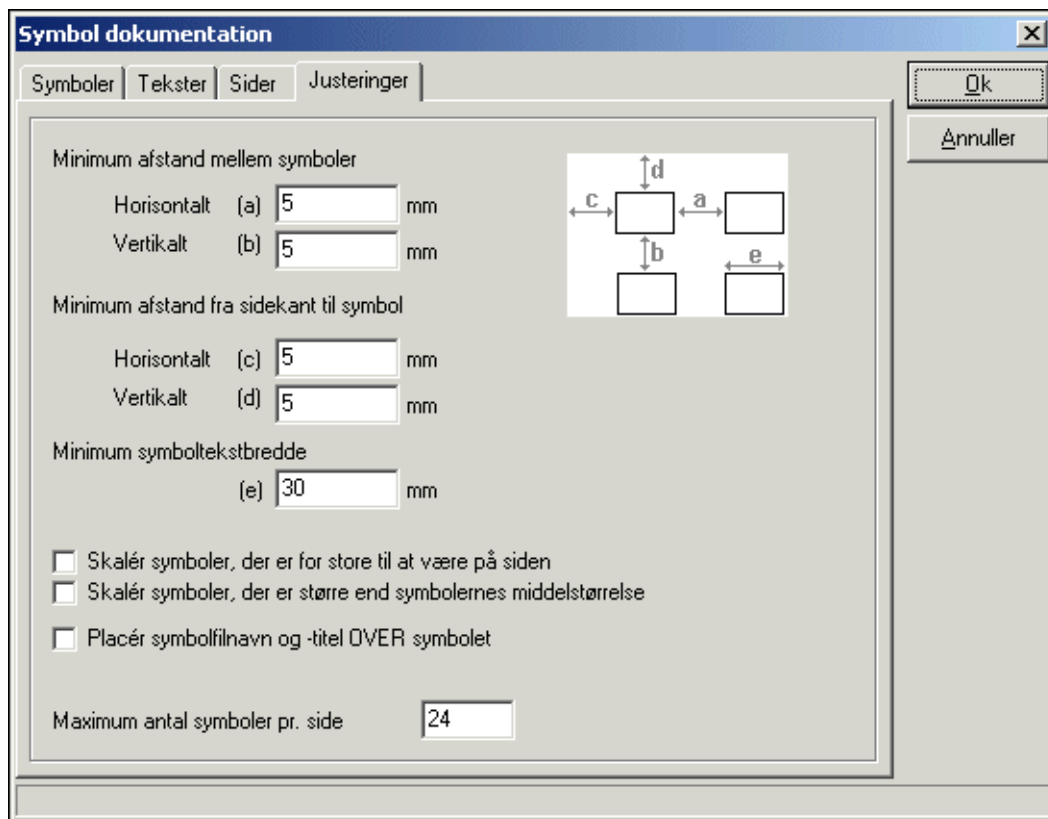 Symbol dokumentation
Symboler Tekster Sider Justeringer
Ok
Annuller
Minimum afstand mellem symboler
Horisontalt (a) 5 mm
Vertikalt (b) 5 mm
d
c a
b e
Minimum afstand fra sidekant til symbol
Horisontalt (c) 5 mm
Vertikalt (d) 5 mm
Minimum symboltekstbredde
(e) 30 mm
Skalér symboler, der er for store til at være på siden
Skalér symboler, der er større end symbolernes middelstørrelse
Placér symbolfilnavn og -titel OVER symbolet
Maximum antal symboler pr. side 24